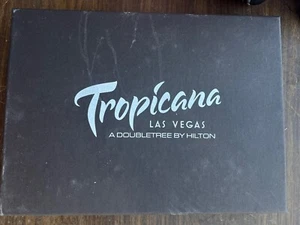 Tropicana
LAS VEGAS
A DOUBLETREE BY HILTON